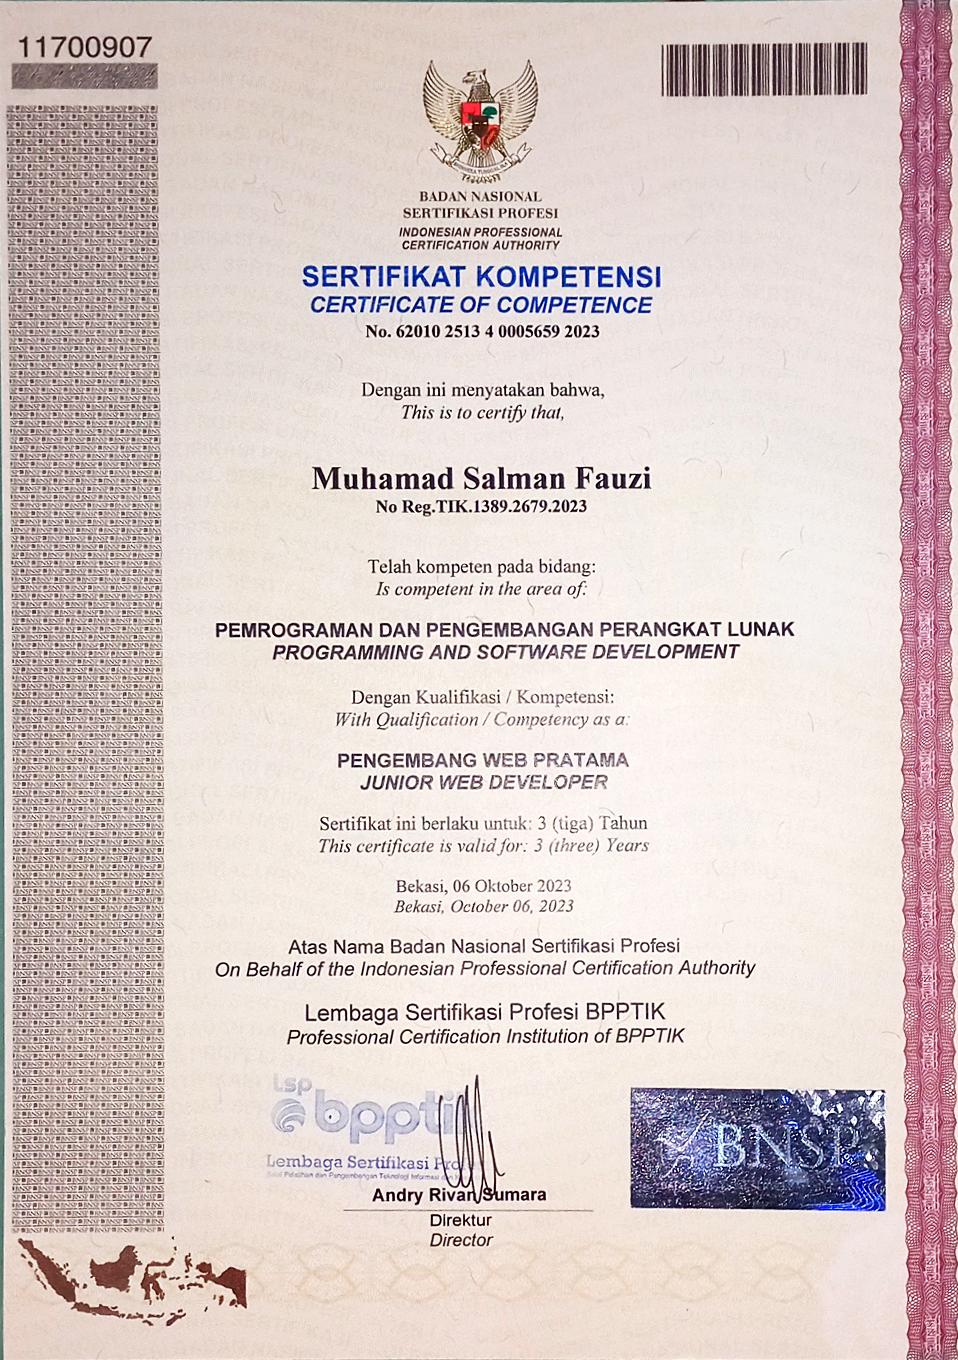 11700907
BADAN NASIONAL
SERTIFIKASI PROFESI
INDONESIAN PROFESSIONAL
CERTIFICATION AUTHORITY
SERTIFIKAT KOMPETENSI
CERTIFICATE OF COMPETENCE
No. 62010 2513 4 0005659 2023
Dengan ini menyatakan bahwa,
This is to certify that,
Muhamad Salman Fauzi
No Reg.TIK.1389.2679.2023
Telah kompeten pada bidang:
Is competent in the area of:
PEMROGRAMAN DAN PENGEMBANGAN PERANGKAT LUNAK
PROGRAMMING AND SOFTWARE DEVELOPMENT
Dengan Kualifikasi / Kompetensi:
With Qualification / Competency as a:
PENGEMBANG WEB PRATAMA
JUNIOR WEB DEVELOPER
Sertifikat ini berlaku untuk: 3 (tiga) Tahun
This certificate is valid for: 3 (three) Years
Bekasi, 06 Oktober 2023
Bekasi, October 06, 2023
Atas Nama Badan Nasional Sertifikasi Profesi
On Behalf of the Indonesian Professional Certification Authority
Lembaga Sertifikasi Profesi BPPTIK
Professional Certification Institution of BPPTIK
Lsp
bppti
Lembaga Sertifikasi Pro
Andry Rivan Sumara
Direktur
Director
BNSP